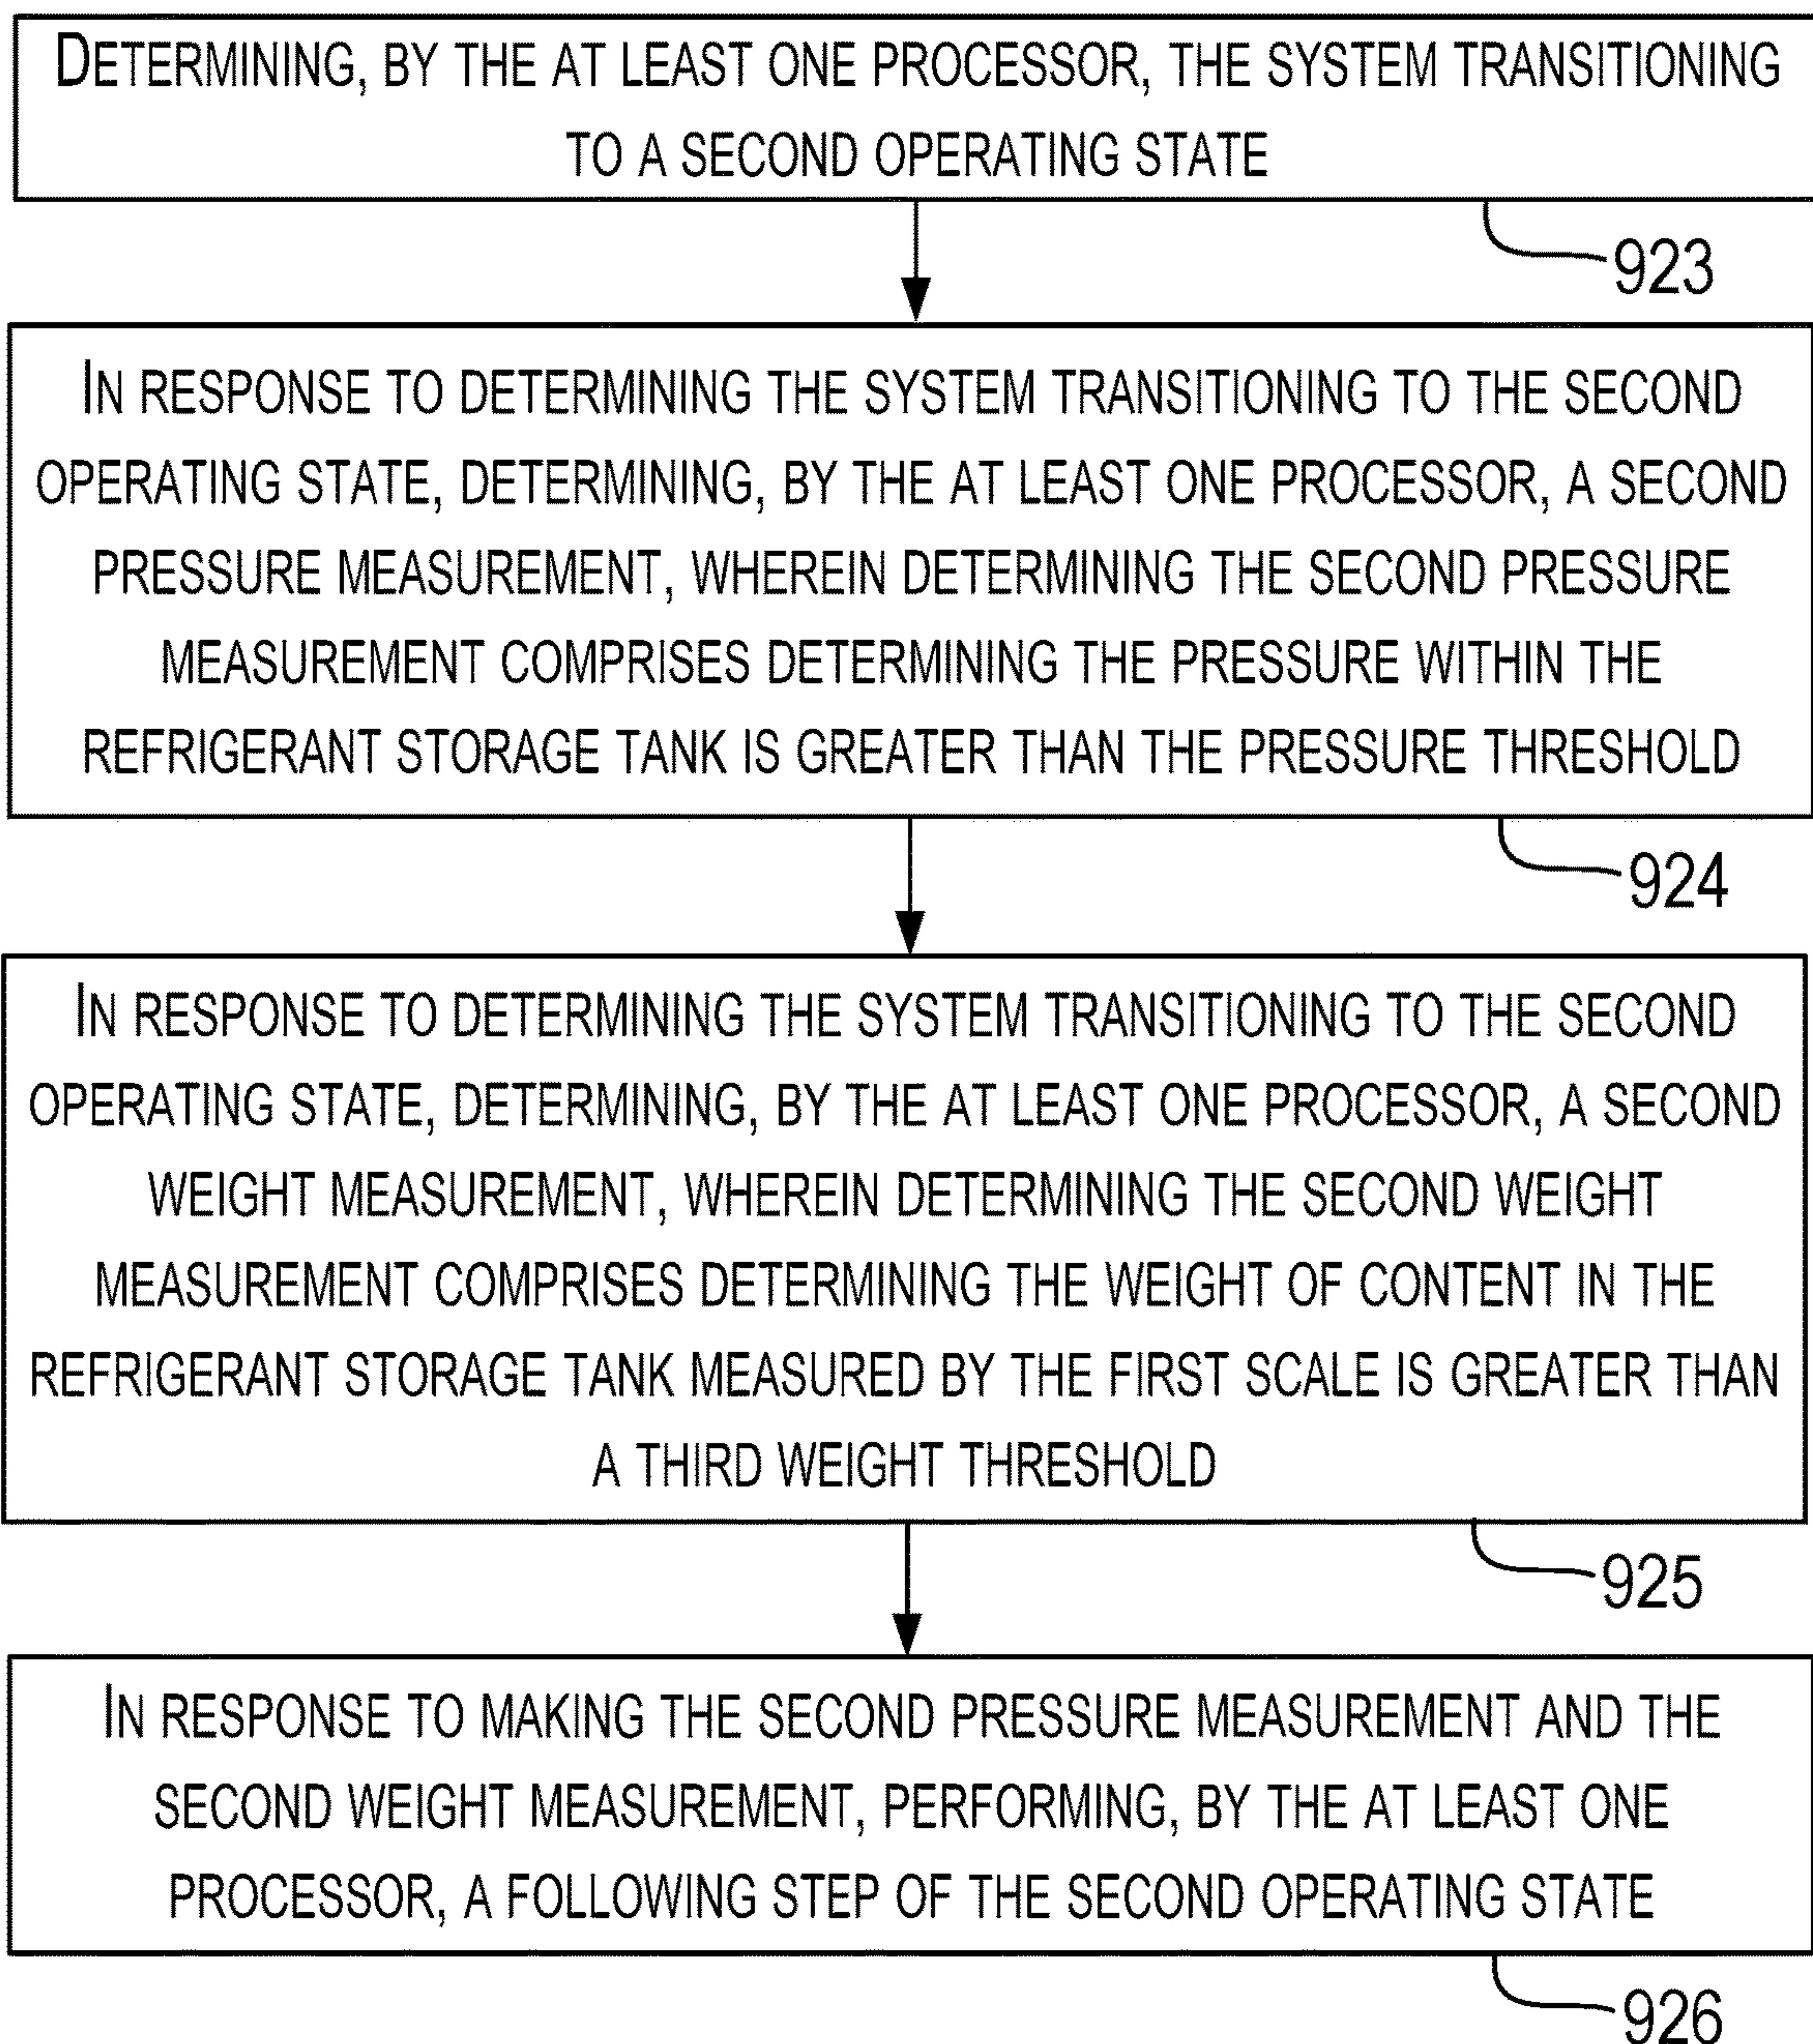 DETERMINING, BY THE AT LEAST ONE PROCESSOR, THE SYSTEM TRANSITIONING
TO A SECOND OPERATING STATE
923
IN RESPONSE TO DETERMINING THE SYSTEM TRANSITIONING TO THE SECOND
OPERATING STATE, DETERMINING, BY THE AT LEAST ONE PROCESSOR, A SECOND
PRESSURE MEASUREMENT, WHEREIN DETERMINING THE SECOND PRESSURE
MEASUREMENT COMPRISES DETERMINING THE PRESSURE WITHIN THE
REFRIGERANT STORAGE TANK IS GREATER THAN THE PRESSURE THRESHOLD
924
IN RESPONSE TO DETERMINING THE SYSTEM TRANSITIONING TO THE SECOND
OPERATING STATE, DETERMINING, BY THE AT LEAST ONE PROCESSOR, A SECOND
WEIGHT MEASUREMENT, WHEREIN DETERMINING THE SECOND WEIGHT
MEASUREMENT COMPRISES DETERMINING THE WEIGHT OF CONTENT IN THE
REFRIGERANT STORAGE TANK MEASURED BY THE FIRST SCALE IS GREATER THAN
A THIRD WEIGHT THRESHOLD
925
IN RESPONSE TO MAKING THE SECOND PRESSURE MEASUREMENT AND THE
SECOND WEIGHT MEASUREMENT, PERFORMING, BY THE AT LEAST ONE
PROCESSOR, A FOLLOWING STEP OF THE SECOND OPERATING STATE
926